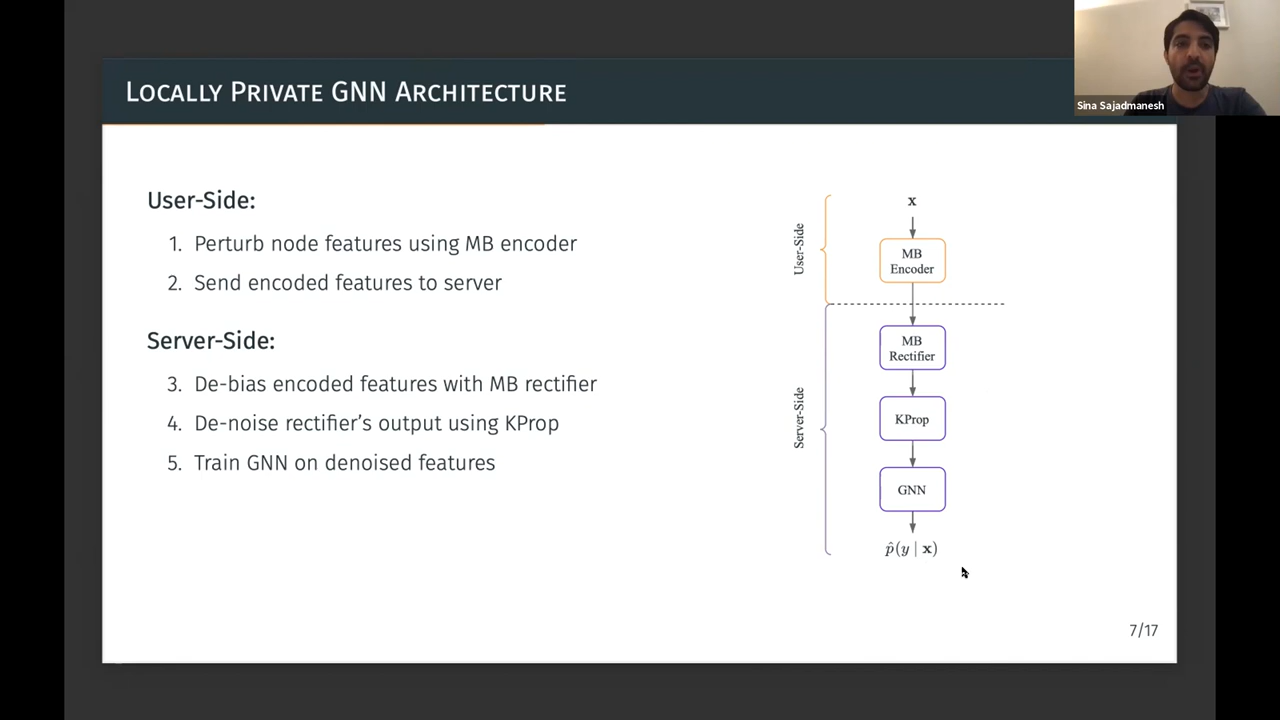 LOCALLY PRIVATE GNN ARCHITECTURE
Sina Sajadmanesh
User-Side:
1. Perturb node features using MB encoder
2. Send encoded features to server
Server-Side:
3. De-bias encoded features with MB rectifier
4. De-noise rectifier's output using KProp
5. Train GNN on denoised features
User-Side
Server-Side
x
MB
Encoder
MB
Rectifier
KProp
GNN
p̂(y | x)
7/17